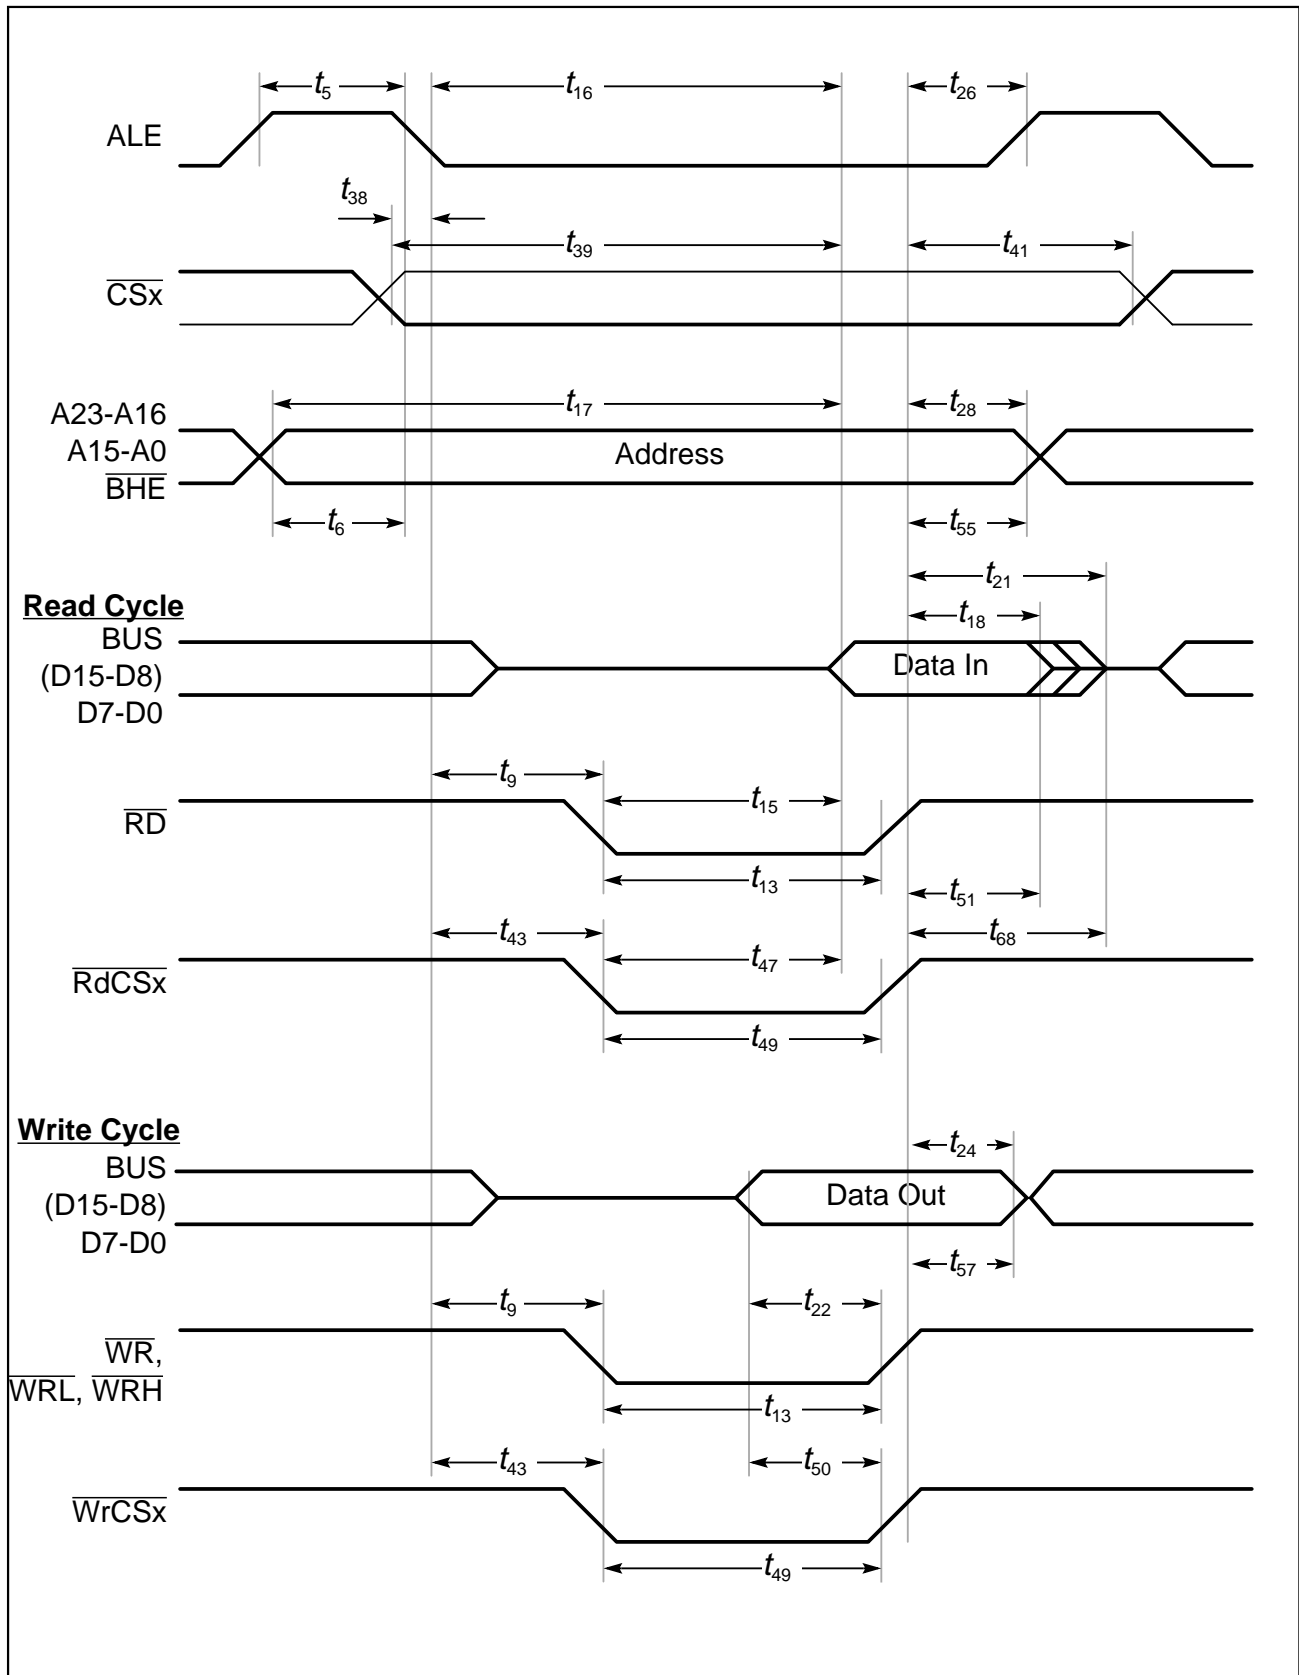 t5 t16 t26
ALE
t38
t39 t41
CSx
t17 t28
A23-A16
A15-A0
Address
BHE
t6 t55
t21
Read Cycle
t18
BUS
(D15-D8)
Data In
D7-D0
t9
t15
RD
t13 t51
t43 t47 t68
RdCSx
t49
Write Cycle
t24
BUS
(D15-D8)
Data Out
D7-D0
t57
t9 t22
WR,
WRL, WRH
t13
t43 t50
WrCSx
t49